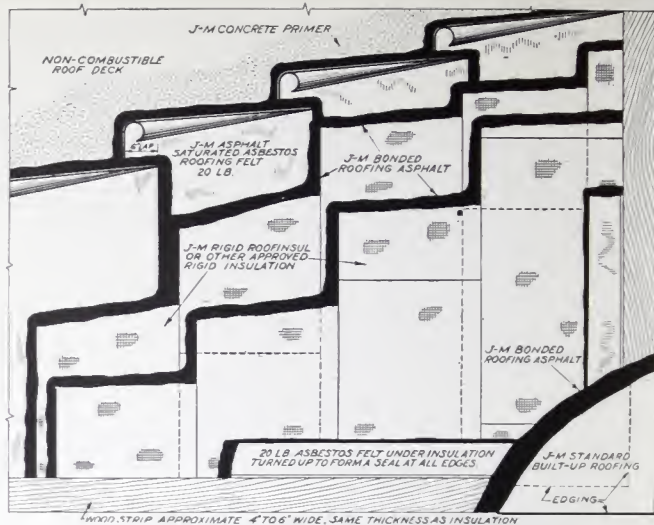 J-M CONCRETE PRIMER
NON-COMBUSTIBLE
ROOF DECK
J-M ASPHALT
SATURATED ASBESTOS
ROOFING FELT
20 LB.
J-M BONDED
ROOFING ASPHALT
J-M RIGID ROOFINSUL
OR OTHER APPROVED
RIGID INSULATION
J-M BONDED
ROOFING ASPHALT
20 LB. ASBESTOS FELT UNDER INSULATION
TURNED UP TO FORM A SEAL AT ALL EDGES.
J-M STANDARD
BUILT-UP ROOFING
EDGING
WOOD STRIP APPROXIMATE 4" TO 6" WIDE, SAME THICKNESS AS INSULATION